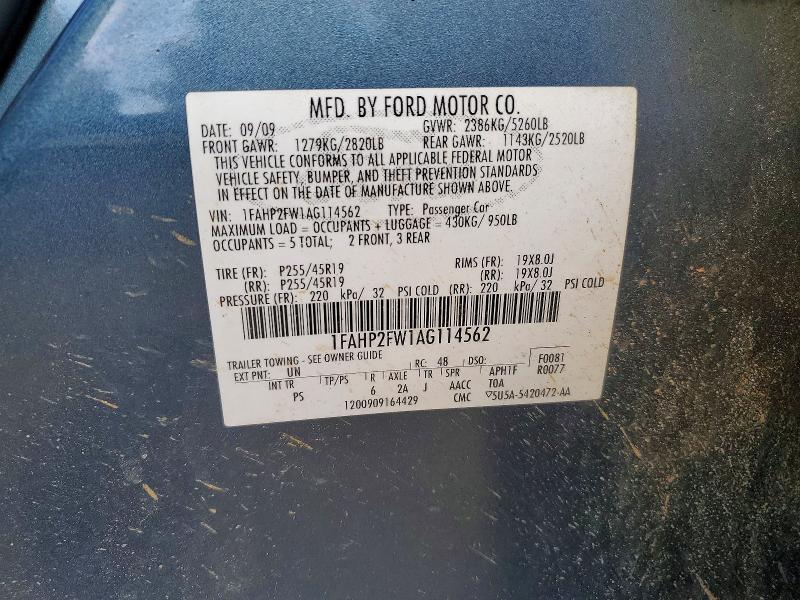 MFD. BY FORD MOTOR CO.
DATE: 09/09 GVWR: 2386KG/5260LB
FRONT GAWR: 1279KG/2820LB REAR GAWR: 1143KG/2520LB
THIS VEHICLE CONFORMS TO ALL APPLICABLE FEDERAL MOTOR
VEHICLE SAFETY, BUMPER, AND THEFT PREVENTION STANDARDS
IN EFFECT ON THE DATE OF MANUFACTURE SHOWN ABOVE.
VIN: 1FAHP2FW1AG114562 TYPE: Passenger Car
MAXIMUM LOAD = OCCUPANTS + LUGGAGE = 430KG/ 950LB
OCCUPANTS = 5 TOTAL; 2 FRONT, 3 REAR
TIRE (FR): P255/45R19 RIMS (FR): 19X8.0J
(RR): P255/45R19 (RR): 19X8.0J
PRESSURE (FR): 220 kPa/ 32 PSI COLD (RR): 220 kPa/ 32 PSI COLD
1FAHP2FW1AG114562
TRAILER TOWING - SEE OWNER GUIDE
EXT PNT: UN RC: 48 DSO: F0081
INT TR TP/PS R AXLE TR SPR APHTF R0077
PS 6 2A J AACC TOA
1200909164429 CMC ▽5U5A-5420472-AA